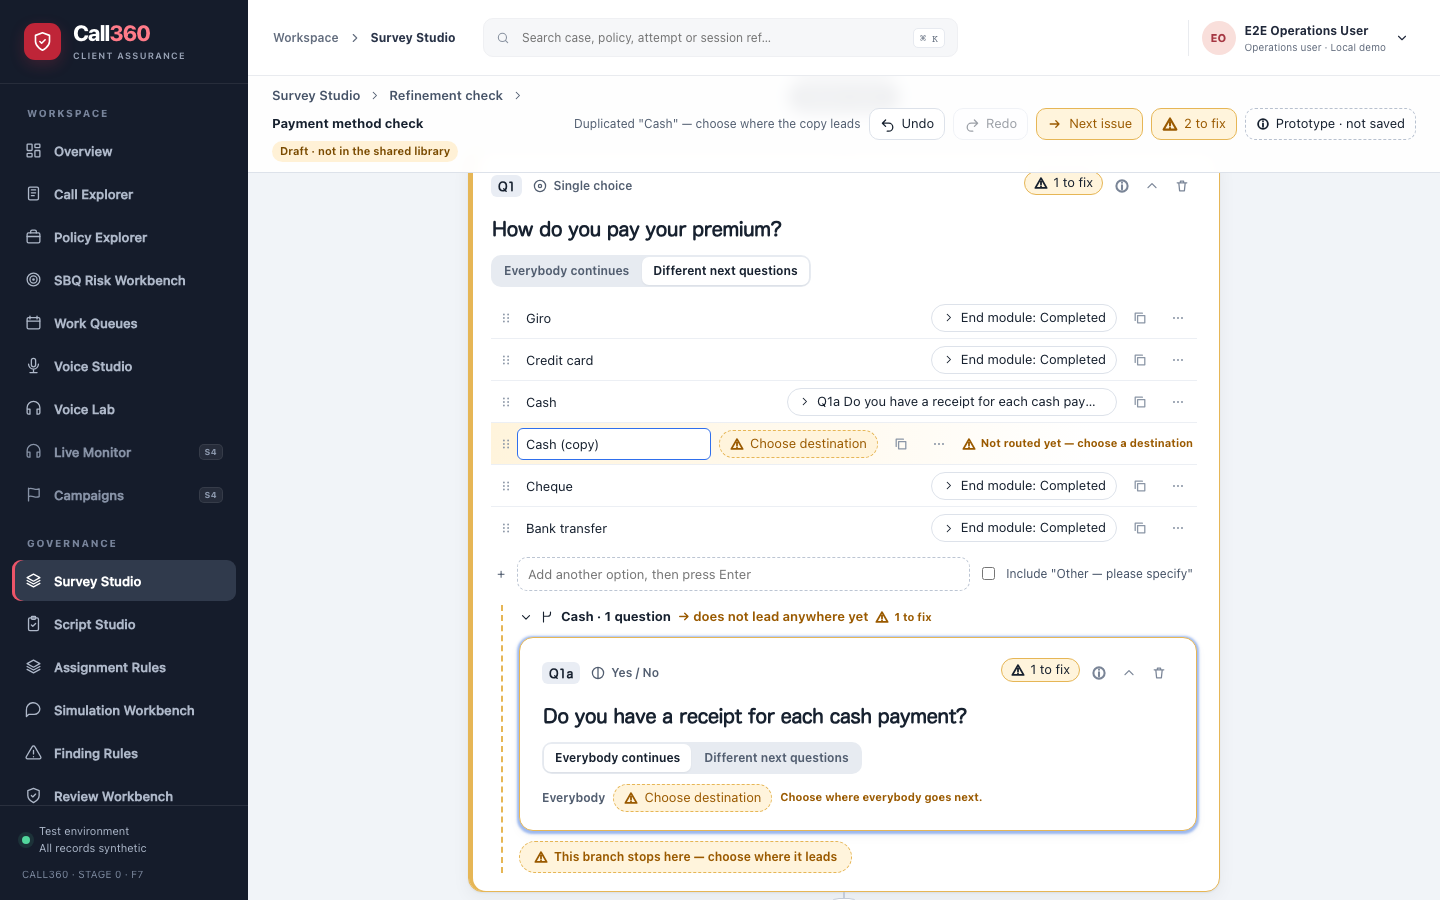 Call360
CLIENT ASSURANCE
WORKSPACE
Overview
Call Explorer
Policy Explorer
SBQ Risk Workbench
Work Queues
Voice Studio
Voice Lab
Live Monitor S4
Campaigns S4
GOVERNANCE
Survey Studio
Script Studio
Assignment Rules
Simulation Workbench
Finding Rules
Review Workbench
Test environment
All records synthetic
CALL360 · STAGE 0 · F7
Workspace Survey Studio
Search case, policy, attempt or session ref... ⌘ K
EO
E2E Operations User
Operations user · Local demo
Survey Studio Refinement check
Payment method check
Draft · not in the shared library
Duplicated "Cash" — choose where the copy leads Undo Redo → Next issue 2 to fix Prototype · not saved
Q1 Single choice 1 to fix
How do you pay your premium?
Everybody continues Different next questions
Giro End module: Completed
Credit card End module: Completed
Cash Q1a Do you have a receipt for each cash pay...
Cash (copy) Choose destination Not routed yet — choose a destination
Cheque End module: Completed
Bank transfer End module: Completed
+ Add another option, then press Enter Include "Other — please specify"
Cash · 1 question → does not lead anywhere yet 1 to fix
Q1a Yes / No 1 to fix
Do you have a receipt for each cash payment?
Everybody continues Different next questions
Everybody Choose destination Choose where everybody goes next.
This branch stops here — choose where it leads